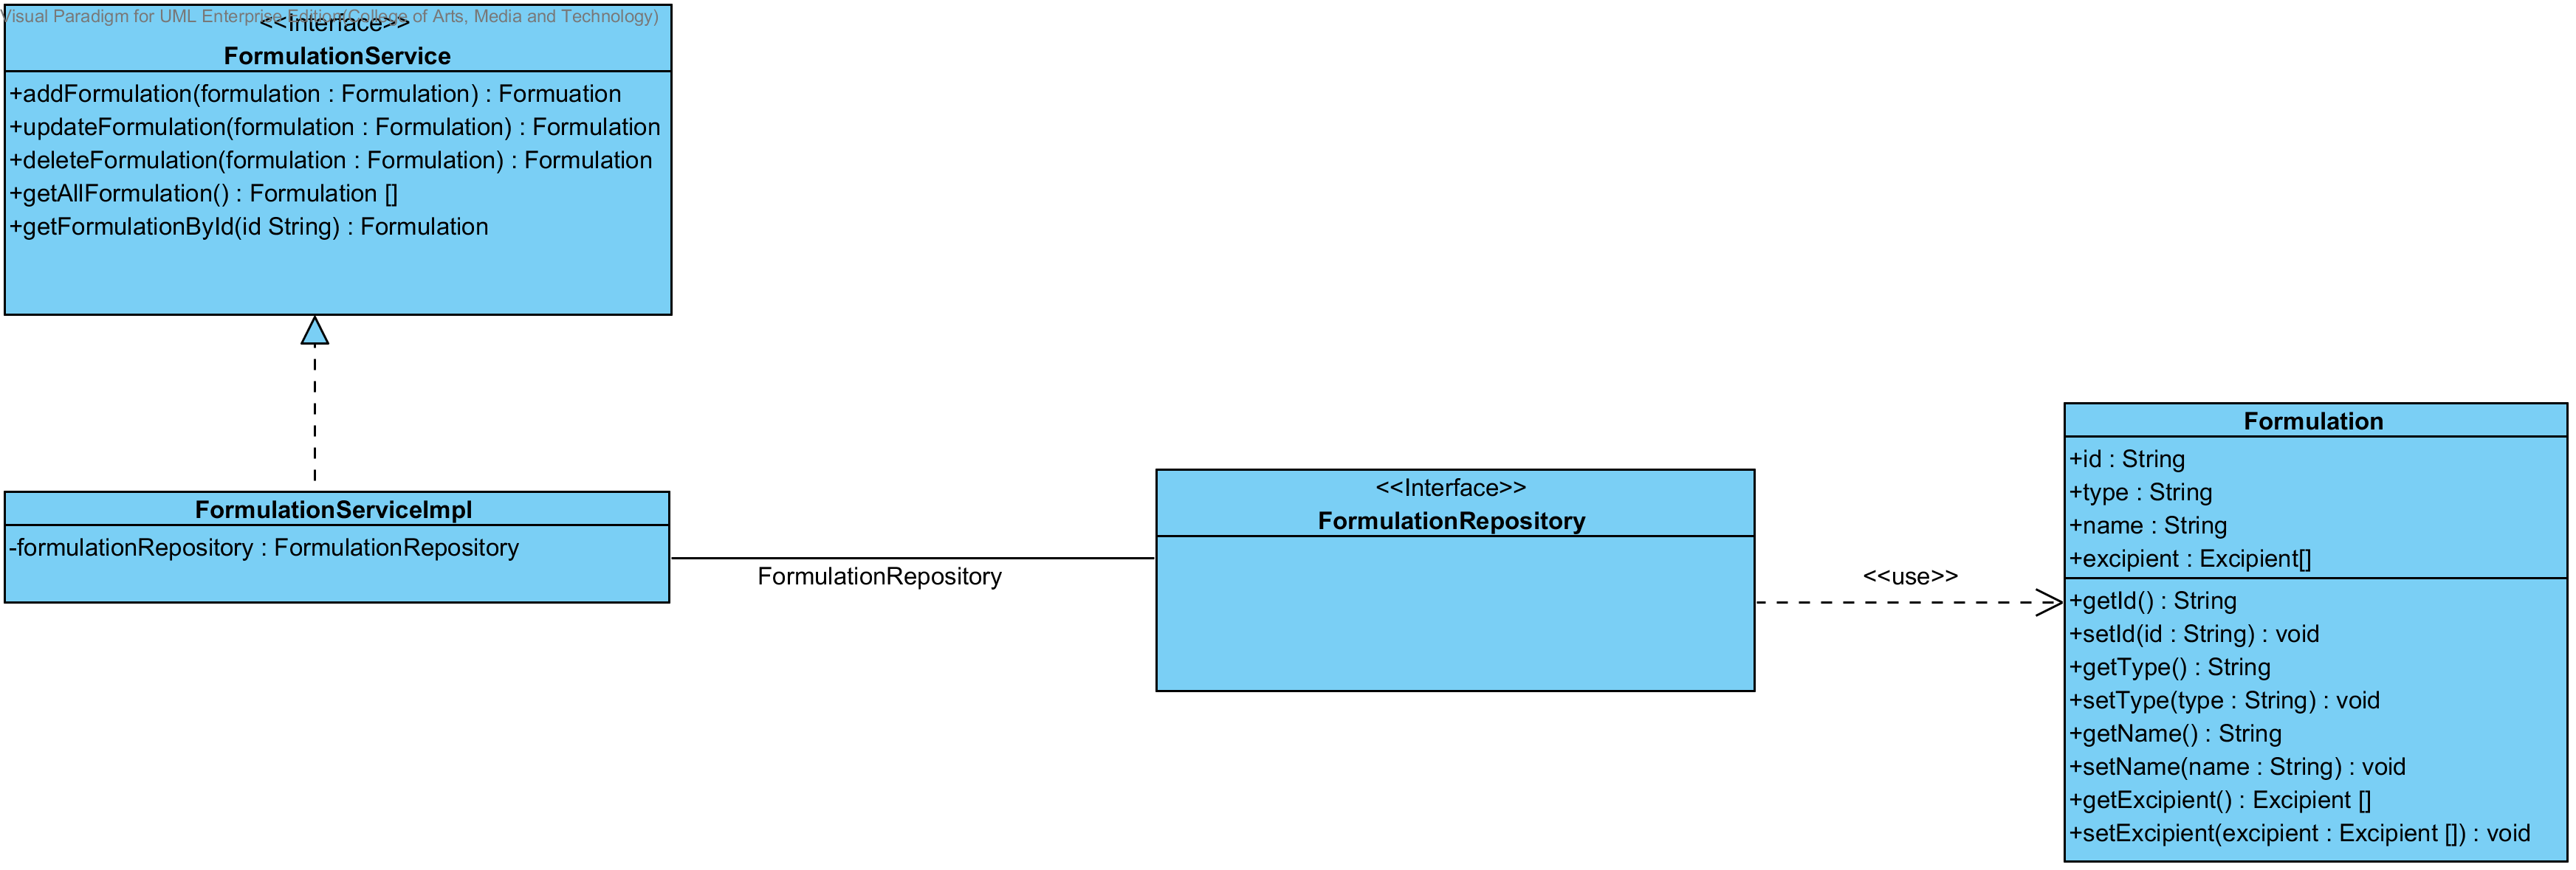 Visual Paradigm for UML Enterprise Edition(College of Arts, Media and Technology)
<<Interface>>
FormulationService
+addFormulation(formulation : Formulation) : Formuation
+updateFormulation(formulation : Formulation) : Formulation
+deleteFormulation(formulation : Formulation) : Formulation
+getAllFormulation() : Formulation []
+getFormulationById(id String) : Formulation
FormulationServiceImpl
-formulationRepository : FormulationRepository
FormulationRepository
<<Interface>>
FormulationRepository
<<use>>
Formulation
+id : String
+type : String
+name : String
+excipient : Excipient[]
+getId() : String
+setId(id : String) : void
+getType() : String
+setType(type : String) : void
+getName() : String
+setName(name : String) : void
+getExcipient() : Excipient []
+setExcipient(excipient : Excipient []) : void